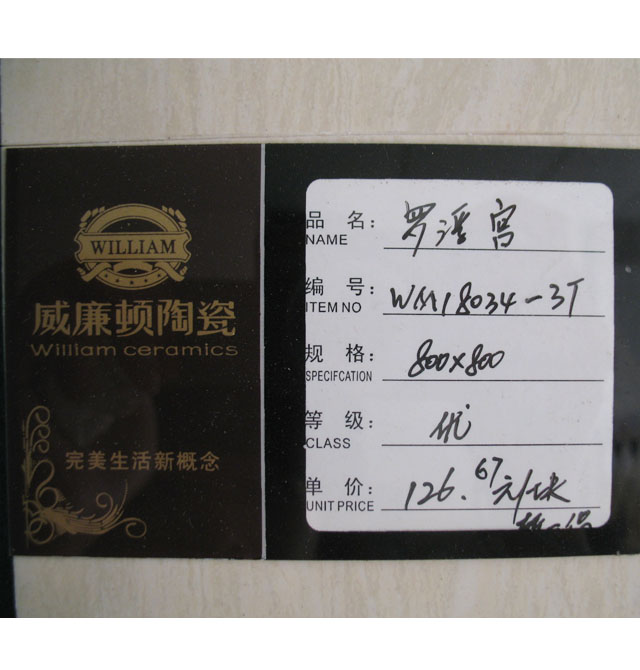 WILLIAM
威廉顿陶瓷
William ceramics
完美生活新概念
品 名: 罗浮宫
NAME
编 号: WM18034-3T
ITEM NO
规 格: 800×800
SPECIFCATION
等 级: 优
CLASS
单 价: 126.67元/块
UNIT PRICE